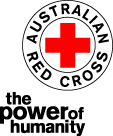 AUSTRALIAN
RED CROSS
the
power of
humanity